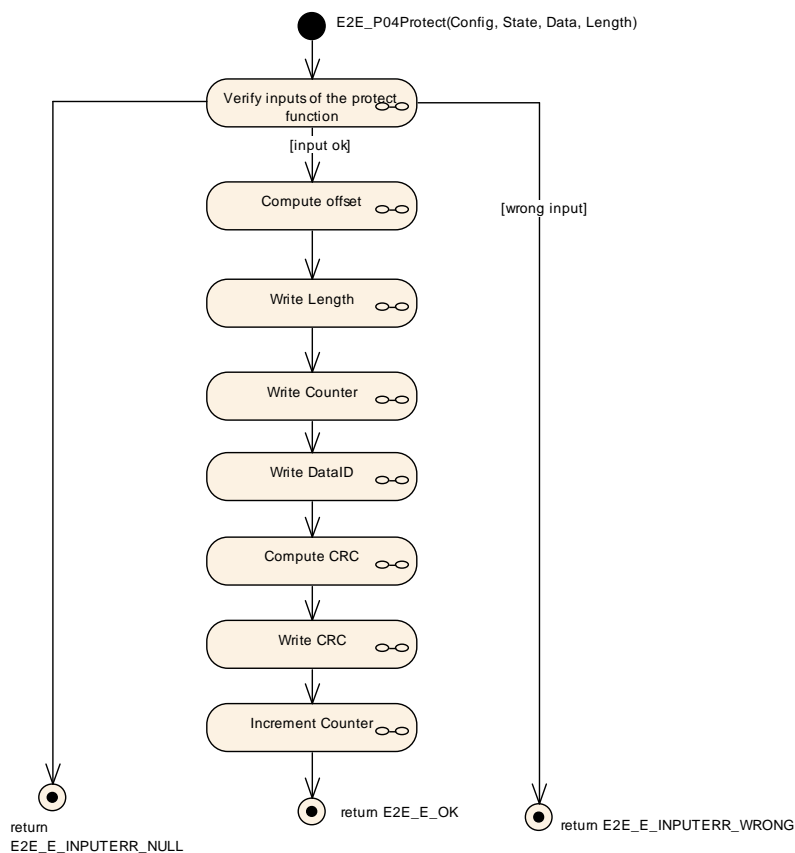 E2E_P04Protect(Config, State, Data, Length)
Verify inputs of the protect
function
[input ok]
Compute offset
[wrong input]
Write Length
Write Counter
Write DataID
Compute CRC
Write CRC
Increment Counter
return
E2E_E_INPUTERR_NULL
return E2E_E_OK
return E2E_E_INPUTERR_WRONG